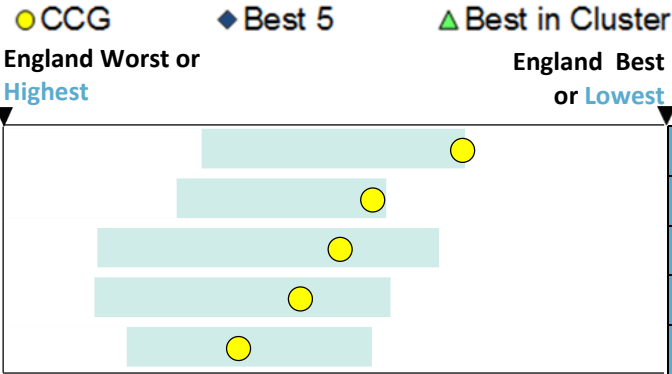 CCG Best 5 Best in Cluster
England Worst or England Best
Highest or Lowest